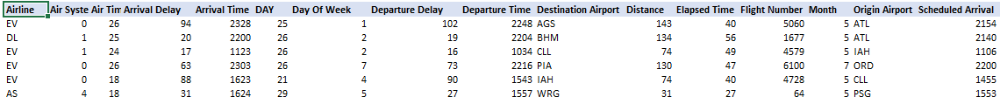 Airline Air Syste Air Tim Arrival Delay Arrival Time DAY Day Of Week Departure Delay Departure Time Destination Airport Distance Elapsed Time Flight Number Month Origin Airport Scheduled Arrival
EV 0 26 94 2328 25 1 102 2248 AGS 143 40 5060 5 ATL 2154
DL 1 25 20 2200 26 2 19 2204 BHM 134 56 1677 5 ATL 2140
EV 1 24 17 1123 26 2 16 1034 CLL 74 49 4579 5 IAH 1106
EV 0 26 63 2303 26 7 73 2216 PIA 130 47 6100 7 ORD 2200
EV 0 18 88 1623 21 4 90 1543 IAH 74 40 4728 5 CLL 1455
AS 4 18 31 1624 29 5 27 1557 WRG 31 27 64 5 PSG 1553